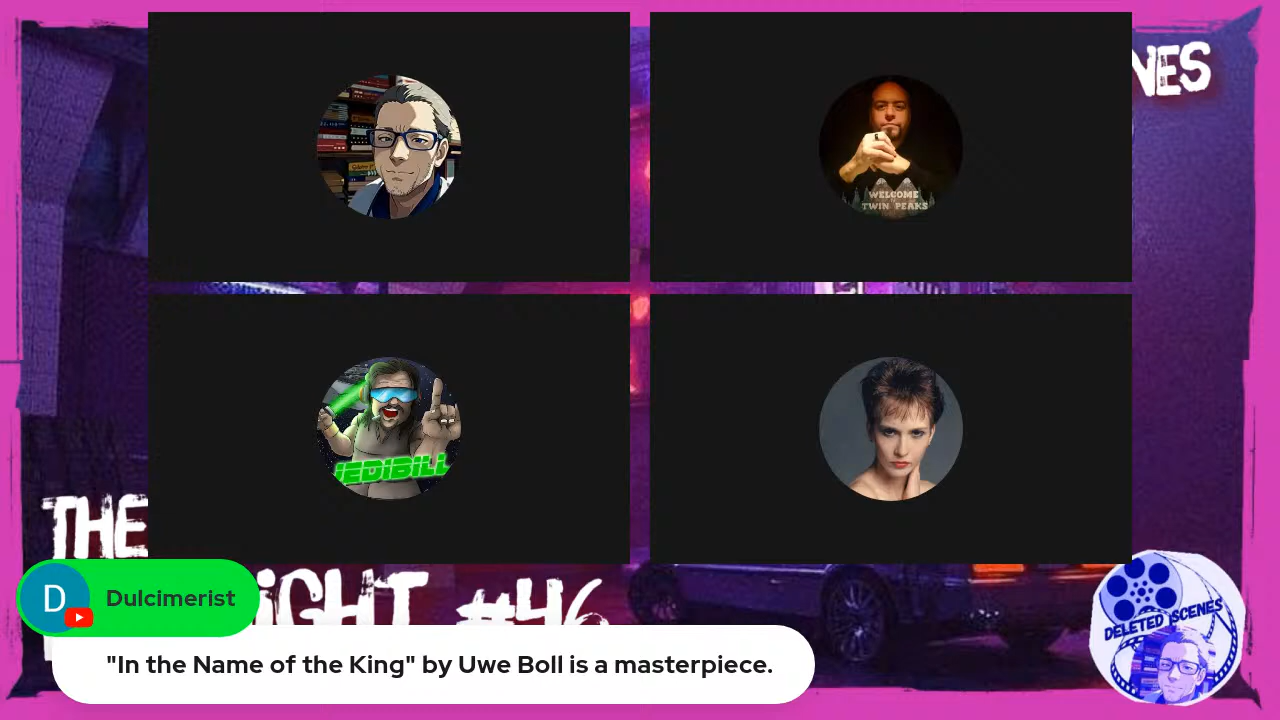 NES
WELCOME
TWIN PEAKS
JEDIBILL
THE
IGHT #46
Dulcimerist
D
"In the Name of the King" by Uwe Boll is a masterpiece.
DELETED SCENES